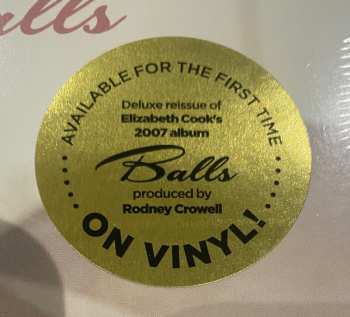 alls
AVAILABLE FOR THE FIRST TIME
Deluxe reissue of
Elizabeth Cook's
2007 album
Balls
produced by
Rodney Crowell
ON VINYL!